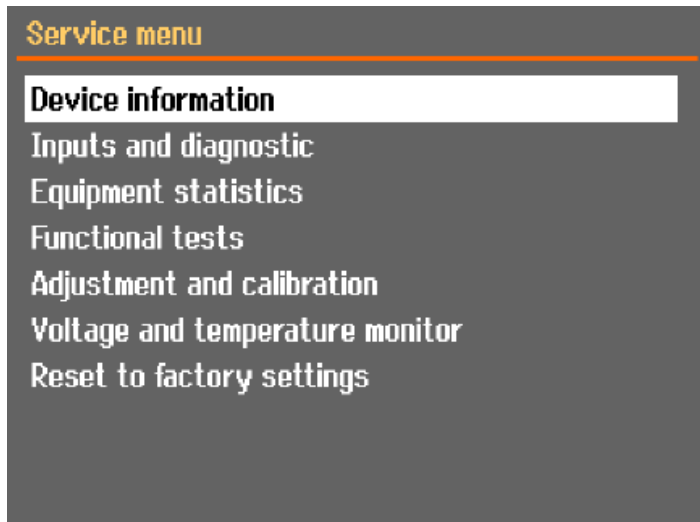 Service menu
Device information
Inputs and diagnostic
Equipment statistics
Functional tests
Adjustment and calibration
Voltage and temperature monitor
Reset to factory settings